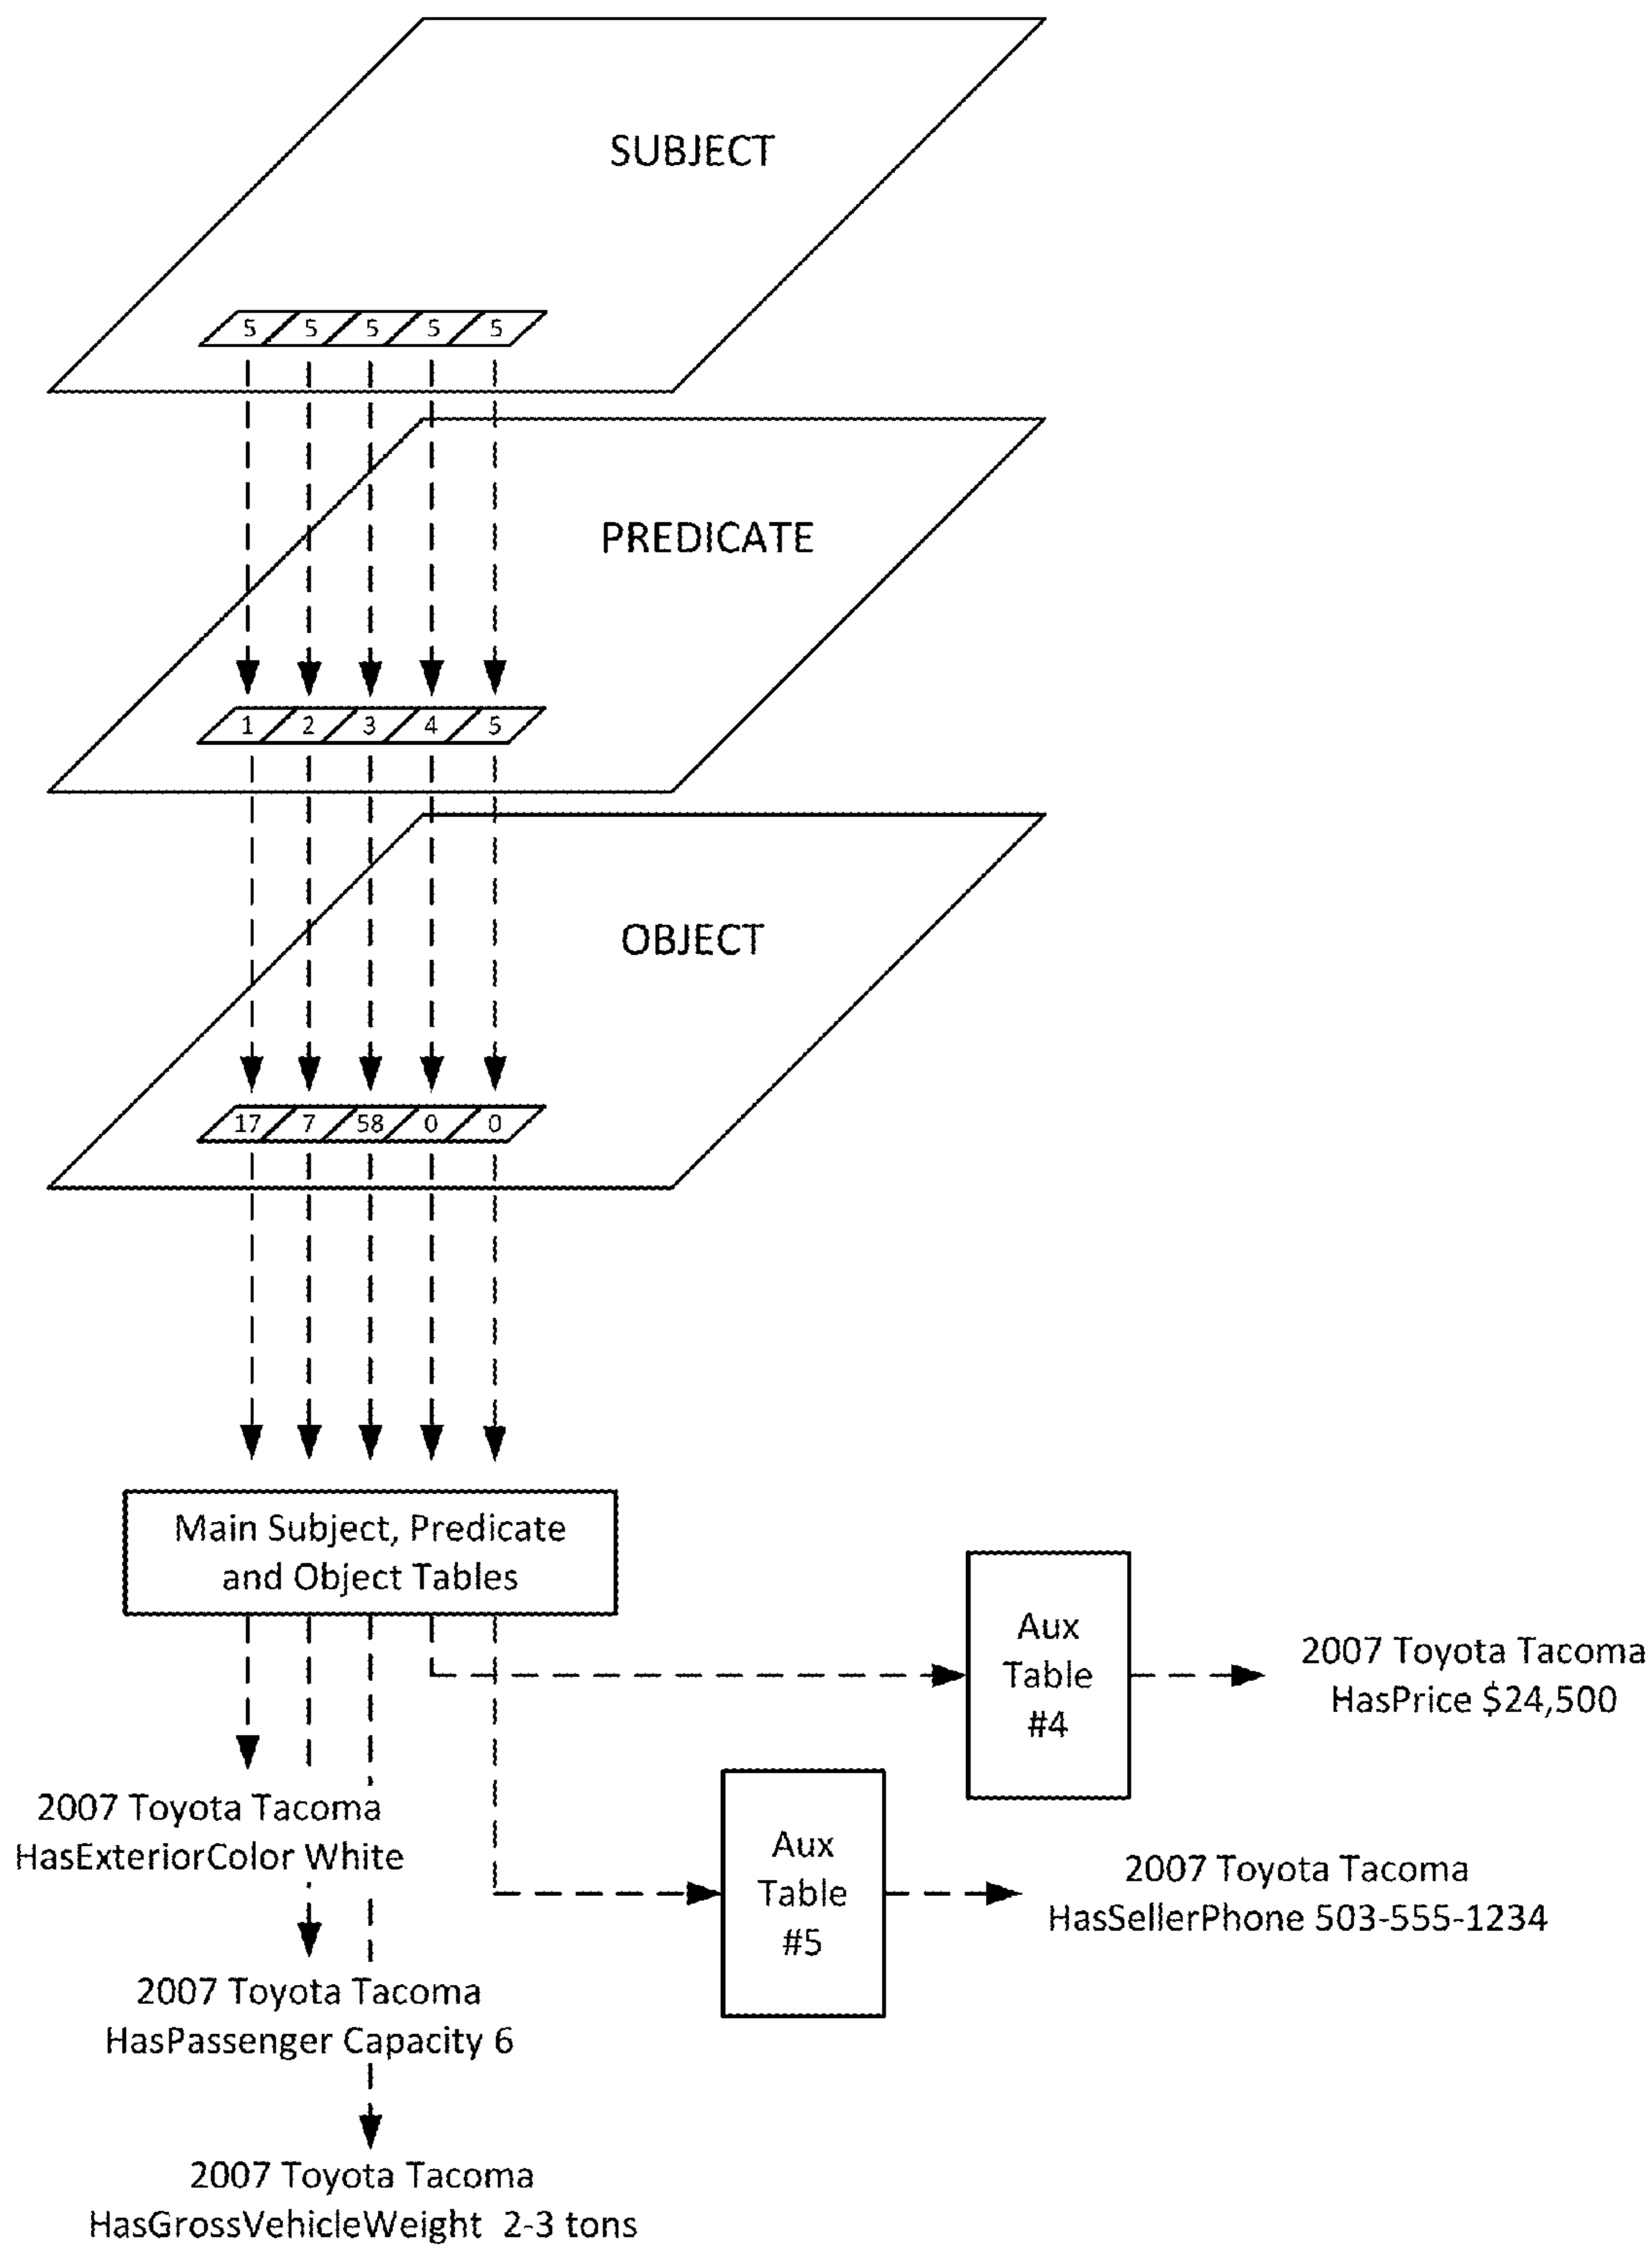 SUBJECT
5 5 5 5 5
PREDICATE
1 2 3 4 5
OBJECT
17 7 58 0 0
Main Subject, Predicate
and Object Tables
Aux
Table
#4
2007 Toyota Tacoma
HasPrice $24,500
Aux
Table
#5
2007 Toyota Tacoma
HasSellerPhone 503-555-1234
2007 Toyota Tacoma
HasExteriorColor White
2007 Toyota Tacoma
HasPassenger Capacity 6
2007 Toyota Tacoma
HasGrossVehicleWeight 2-3 tons